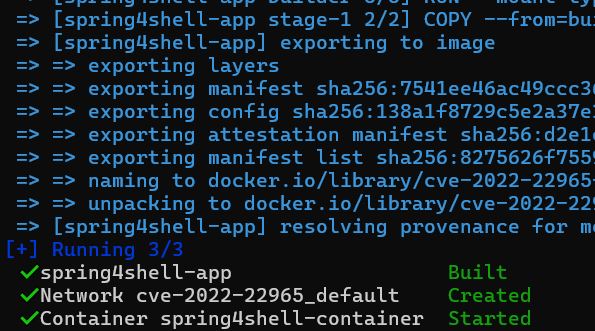 => [spring4shell-app stage-1 2/2] COPY --from=bui
=> [spring4shell-app] exporting to image
=> => exporting layers
=> => exporting manifest sha256:7541ee46ac49ccc3
=> => exporting config sha256:138a1f8729c5e2a37e
=> => exporting attestation manifest sha256:d2e1
=> => exporting manifest list sha256:8275626f755
=> => naming to docker.io/library/cve-2022-22965
=> => unpacking to docker.io/library/cve-2022-229
=> [spring4shell-app] resolving provenance for m
[+] Running 3/3
✓spring4shell-app Built
✓Network cve-2022-22965_default Created
✓Container spring4shell-container Started